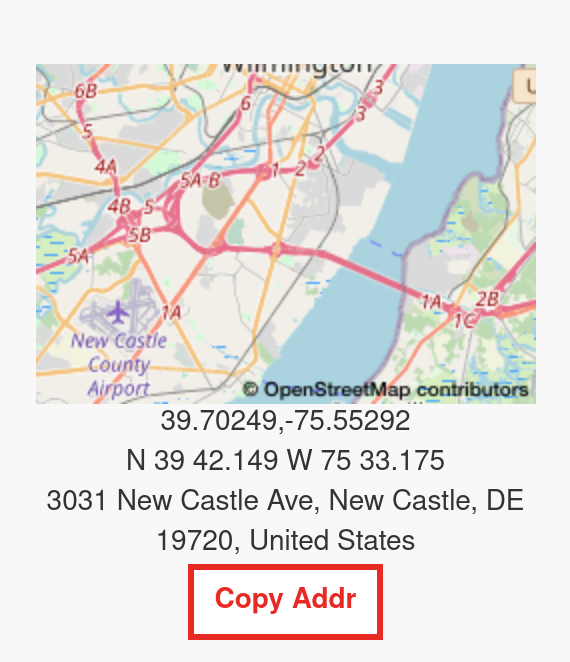 Wilmington
6B
6
3
3
5
2
4A
1
2
5A-B
4B
5
5B
5A
1A
2B
1A
1C
New Castle
County
Airport
© OpenStreetMap contributors
39.70249,-75.55292
N 39 42.149 W 75 33.175
3031 New Castle Ave, New Castle, DE
19720, United States
Copy Addr